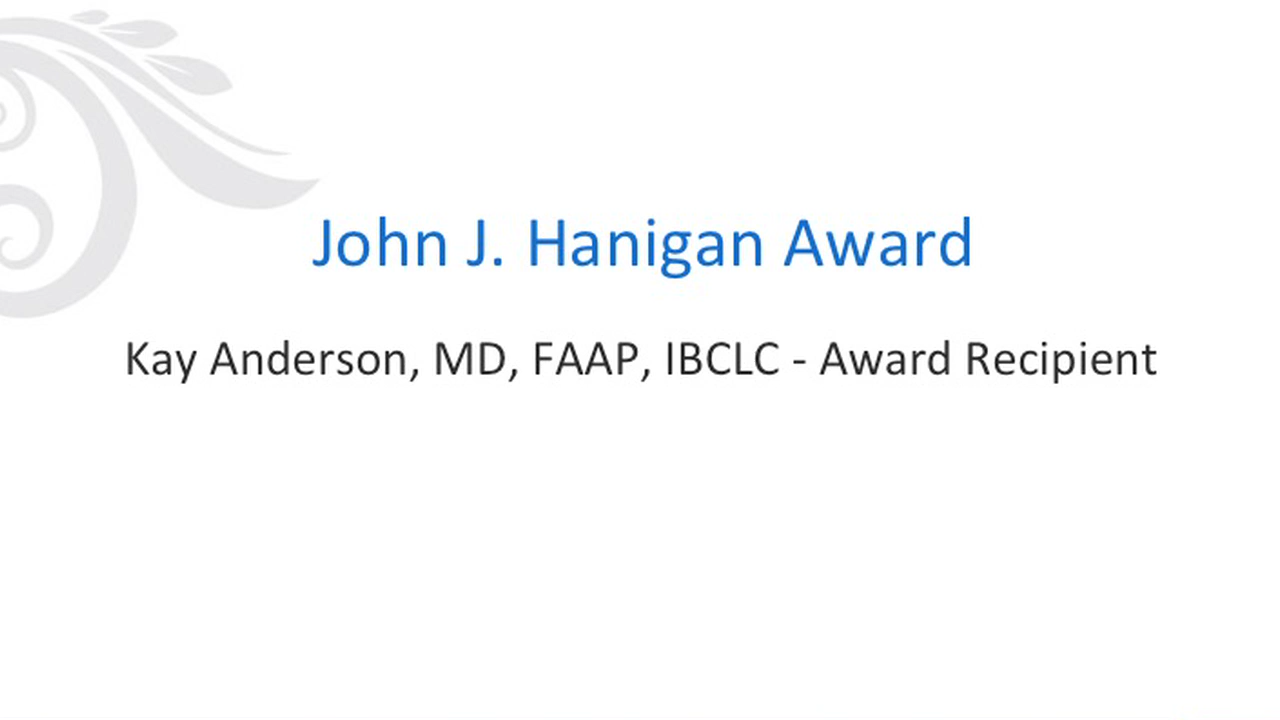 John J. Hanigan Award
Kay Anderson, MD, FAAP, IBCLC - Award Recipient